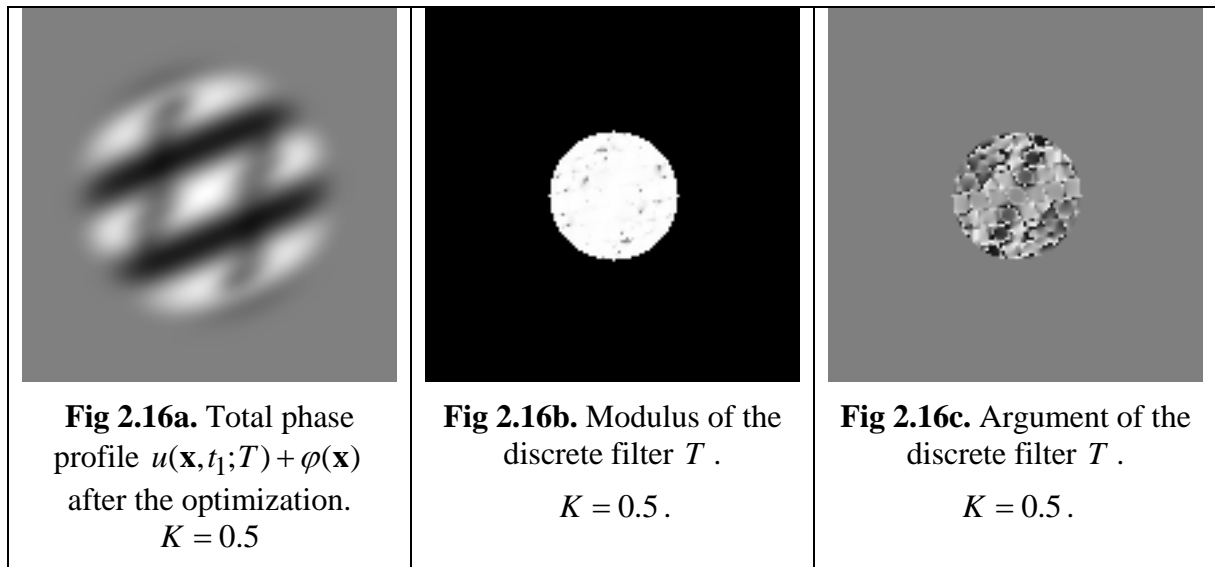 Fig 2.16a. Total phase
profile u(x, t₁;T) + φ(x)
after the optimization.
K = 0.5
Fig 2.16b. Modulus of the
discrete filter T .
K = 0.5 .
Fig 2.16c. Argument of the
discrete filter T .
K = 0.5 .